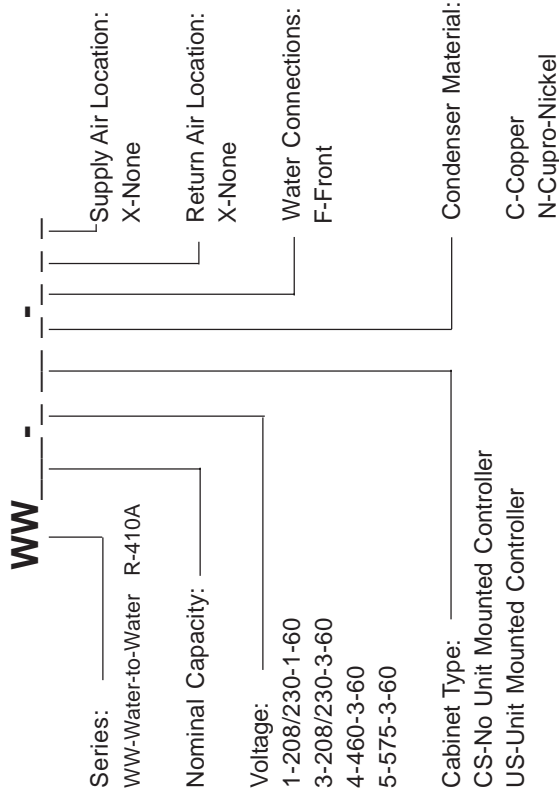 WW___-_ __ _-_ _ _
Series:
WW-Water-to-Water R-410A
Nominal Capacity:
Voltage:
1-208/230-1-60
3-208/230-3-60
4-460-3-60
5-575-3-60
Cabinet Type:
CS-No Unit Mounted Controller
US-Unit Mounted Controller
Supply Air Location:
X-None
Return Air Location:
X-None
Water Connections:
F-Front
Condenser Material:
C-Copper
N-Cupro-Nickel